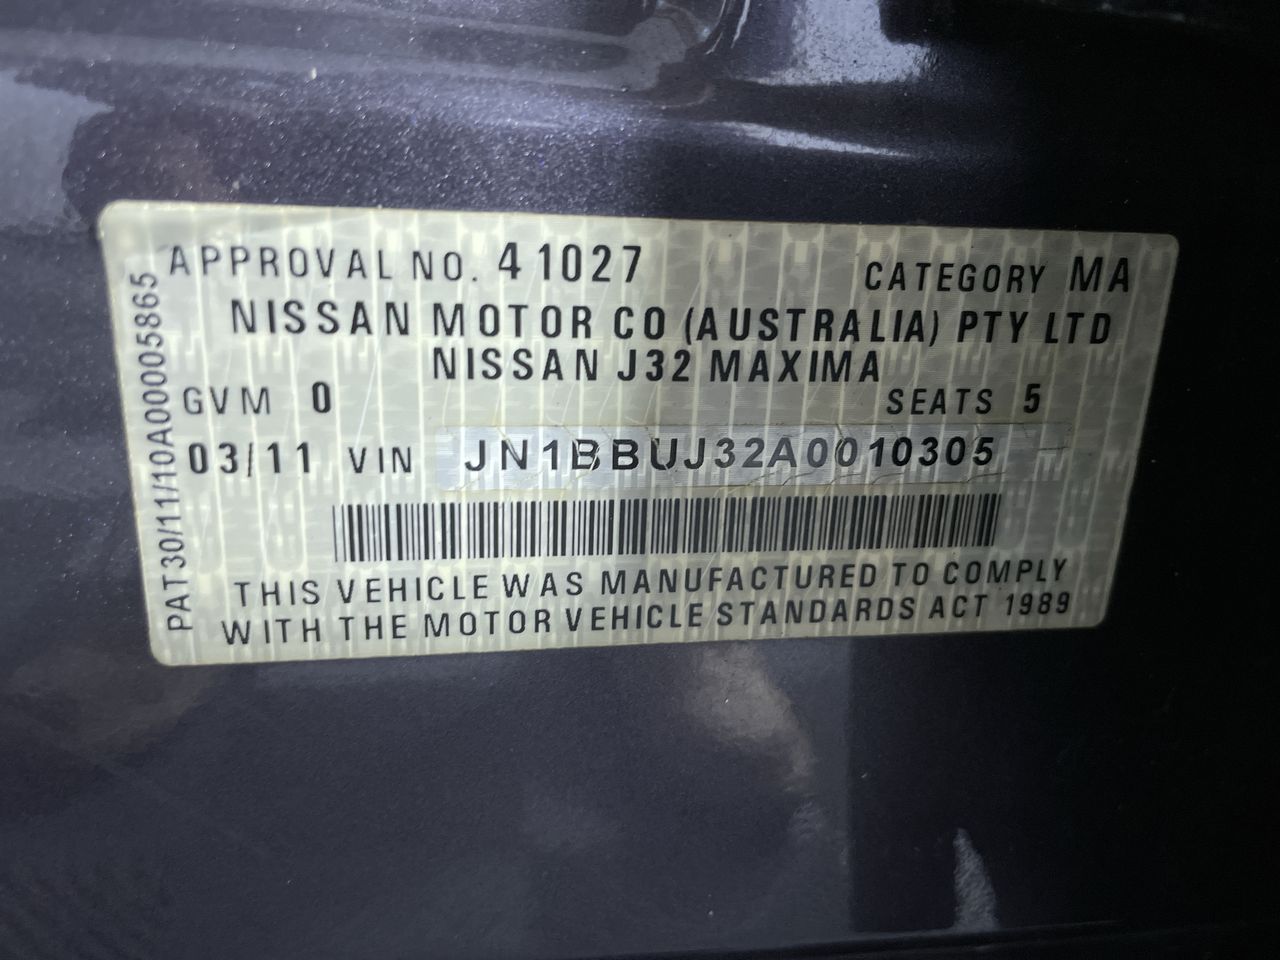 APPROVAL NO. 41027 CATEGORY MA
NISSAN MOTOR CO (AUSTRALIA) PTY LTD
NISSAN J32 MAXIMA
GVM 0 SEATS 5
03/11 VIN JN1BBUJ32A0010305
THIS VEHICLE WAS MANUFACTURED TO COMPLY
WITH THE MOTOR VEHICLE STANDARDS ACT 1989
PAT30/11/10A00005865